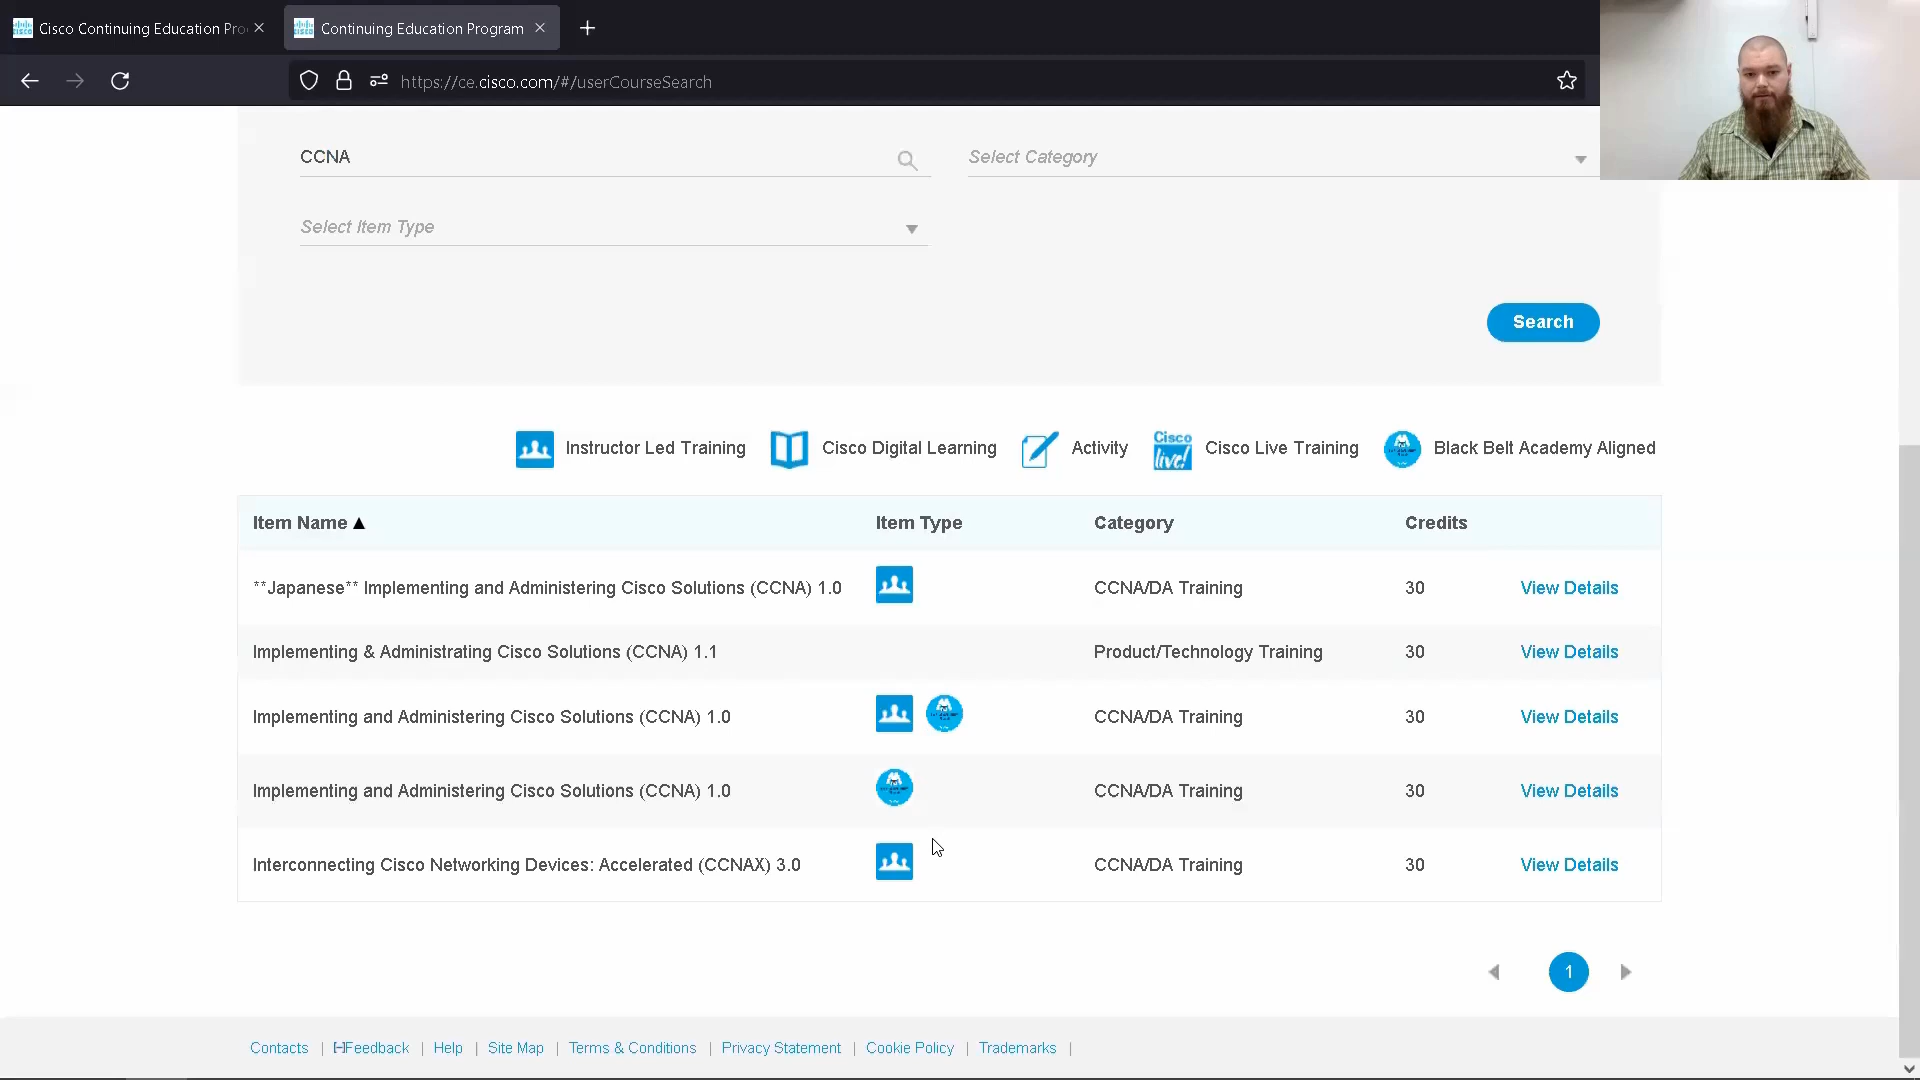 Cisco Continuing Education Pro
Continuing Education Program
https://ce.cisco.com/#/userCourseSearch
CCNA
Select Category
Select Item Type
Search
Instructor Led Training
Cisco Digital Learning
Activity
Cisco live!
Cisco Live Training
Black Belt Academy Aligned
Item Name ▲ Item Type Category Credits
**Japanese** Implementing and Administering Cisco Solutions (CCNA) 1.0 CCNA/DA Training 30 View Details
Implementing & Administrating Cisco Solutions (CCNA) 1.1 Product/Technology Training 30 View Details
Implementing and Administering Cisco Solutions (CCNA) 1.0 CCNA/DA Training 30 View Details
Implementing and Administering Cisco Solutions (CCNA) 1.0 CCNA/DA Training 30 View Details
Interconnecting Cisco Networking Devices: Accelerated (CCNAX) 3.0 CCNA/DA Training 30 View Details
1
Contacts | [+]Feedback | Help | Site Map | Terms & Conditions | Privacy Statement | Cookie Policy | Trademarks |